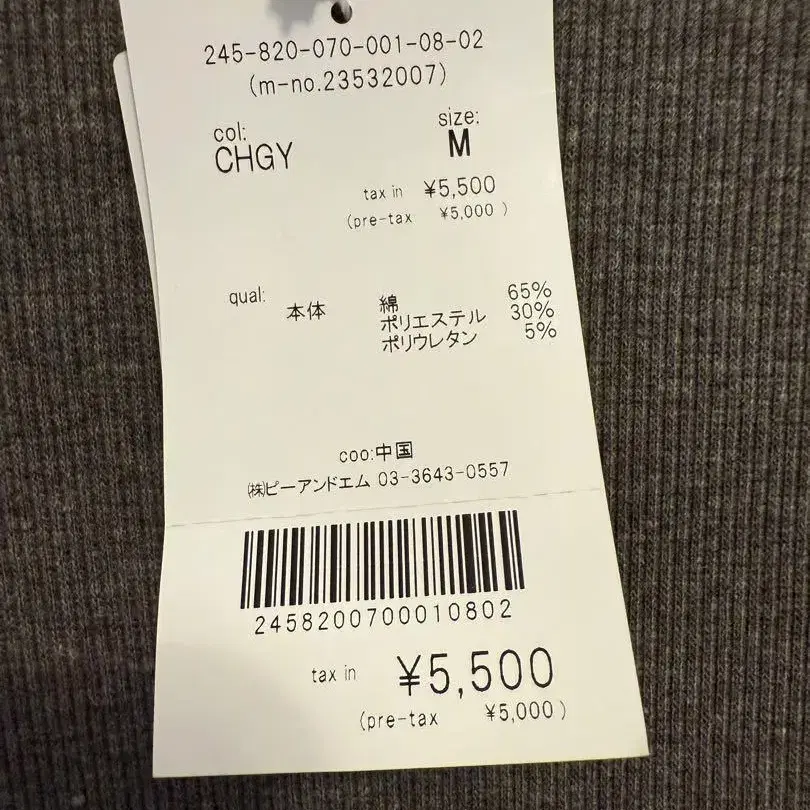 245-820-070-001-08-02
(m-no.23532007)
col: size:
CHGY M
tax in ¥5,500
(pre-tax ¥5,000 )
qual: 本体 綿 65%
ポリエステル 30%
ポリウレタン 5%
coo:中国
㈱ピーアンドエム 03-3643-0557
2458200700010802
tax in ¥5,500
(pre-tax ¥5,000 )